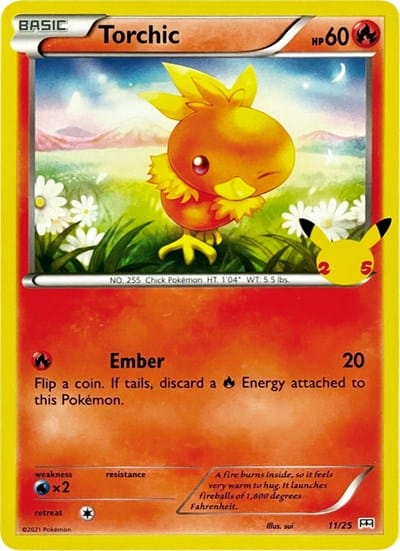 BASIC
Torchic
HP60
25.
NO. 255 Chick Pokémon HT. 1'04" WT. 5.5 lbs.
Ember 20
Flip a coin. If tails, discard a Energy attached to
this Pokémon.
weakness resistance
×2
retreat
A fire burns inside, so it feels
very warm to hug. It launches
fireballs of 1,800 degrees
Fahrenheit.
©2021 Pokémon
Illus. sui
11/25